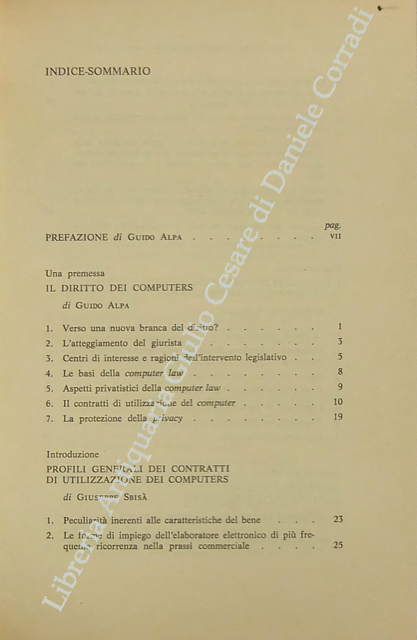 INDICE-SOMMARIO
pag.
PREFAZIONE di GUIDO ALPA . . . . . . . . VII
Una premessa
IL DIRITTO DEI COMPUTERS
di GUIDO ALPA
1. Verso una nuova branca del diritto? . . . . . . 1
2. L'atteggiamento del giurista . . . . . . . 3
3. Centri di interesse e ragioni dell'intervento legislativo . . 5
4. Le basi della computer law . . . . . . . 8
5. Aspetti privatistici della computer law . . . . . . 9
6. Il contratti di utilizzazione del computer . . . . . 10
7. La protezione della privacy . . . . . . . 19
Introduzione
PROFILI GENERALI DEI CONTRATTI
DI UTILIZZAZIONE DEI COMPUTERS
di GIUSEPPE SBISÀ
1. Peculiarità inerenti alle caratteristiche del bene . . . 23
2. Le forme di impiego dell'elaboratore elettronico di più fre-
quente ricorrenza nella prassi commerciale . . . . 25
Libreria Antiquaria Giulio Cesare di Daniele Corradi